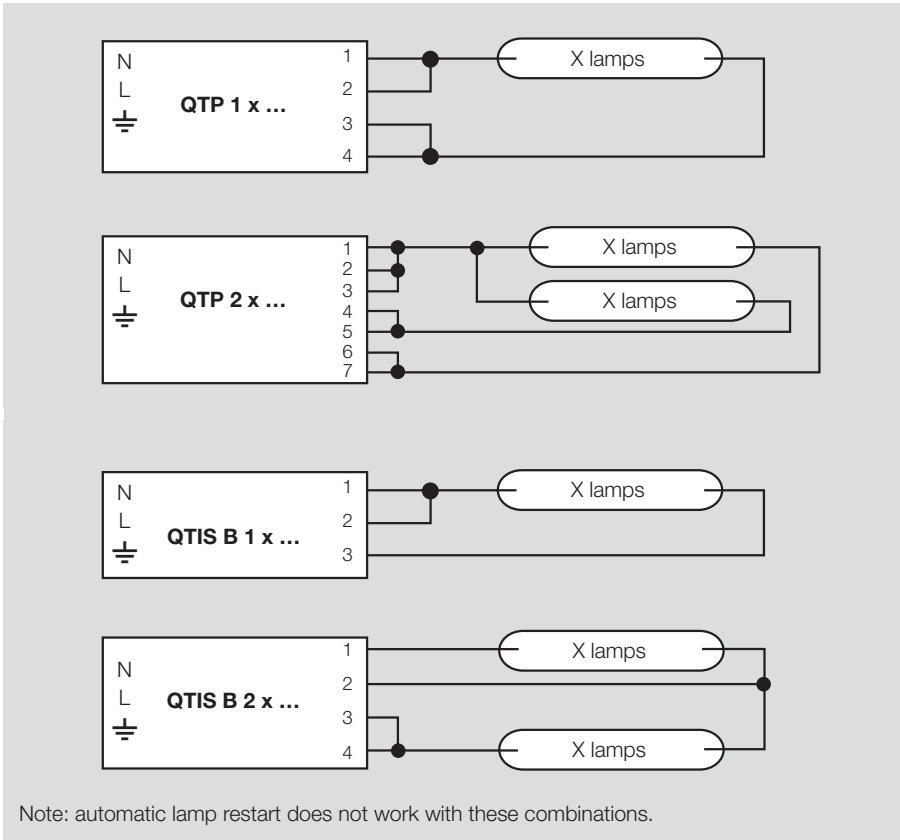 N
L
QTP 1 x …
1
2
3
4
X lamps
N
L
QTP 2 x …
1
2
3
4
5
6
7
X lamps
X lamps
N
L
QTIS B 1 x …
1
2
3
X lamps
N
L
QTIS B 2 x …
1
2
3
4
X lamps
X lamps
Note: automatic lamp restart does not work with these combinations.